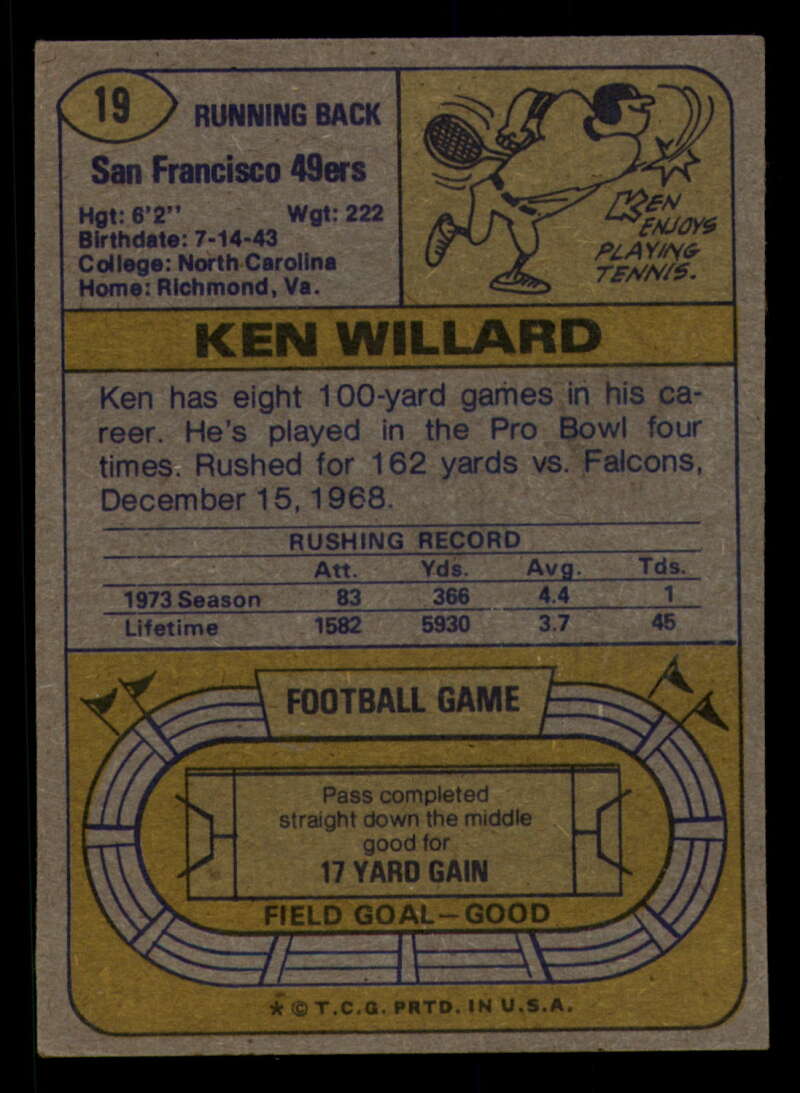 19
RUNNING BACK
San Francisco 49ers
Hgt: 6'2" Wgt: 222
Birthdate: 7-14-43
College: North Carolina
Home: Richmond, Va.
KEN
ENJOYS
PLAYING
TENNIS.
KEN WILLARD
Ken has eight 100-yard games in his ca-
reer. He's played in the Pro Bowl four
times. Rushed for 162 yards vs. Falcons,
December 15, 1968.
RUSHING RECORD
Att. Yds. Avg. Tds.
1973 Season 83 366 4.4 1
Lifetime 1582 5930 3.7 45
FOOTBALL GAME
Pass completed
straight down the middle
good for
17 YARD GAIN
FIELD GOAL—GOOD
* © T.C.G. PRTD. IN U.S.A.